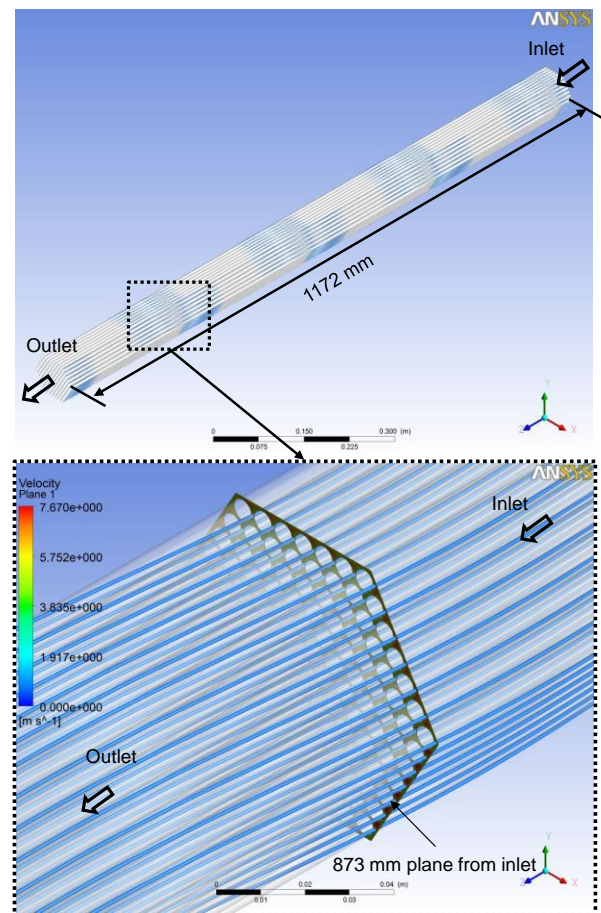 ANSYS
Inlet
1172 mm
Outlet
0 0.150 0.300 (m)
0.075 0.225
Y
Z X
ANSYS
Velocity
Plane 1
7.670e+000
5.752e+000
3.835e+000
1.917e+000
0.000e+000
[m s^-1]
Inlet
Outlet
873 mm plane from inlet
0 0.02 0.04 (m)
0.01 0.03
Y
Z X